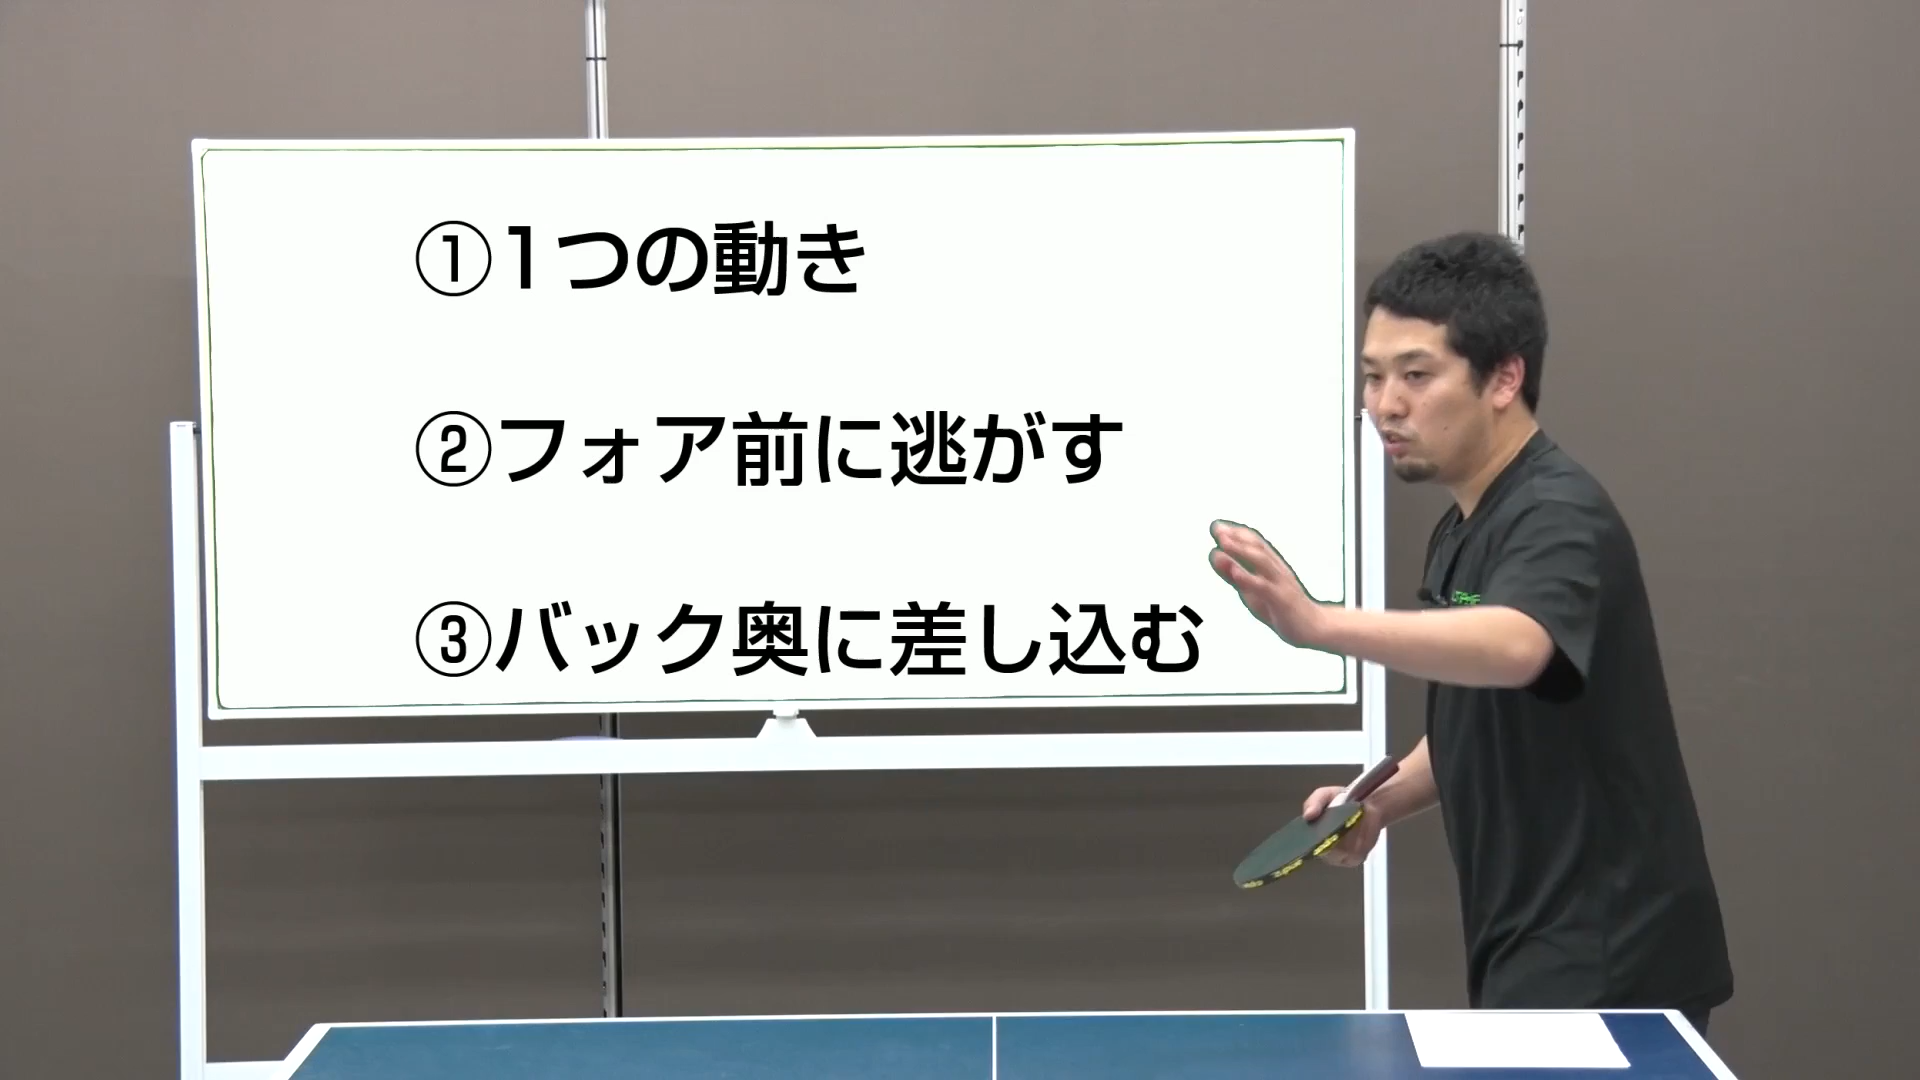 ①1つの動き
②フォア前に逃がす
③バック奥に差し込む